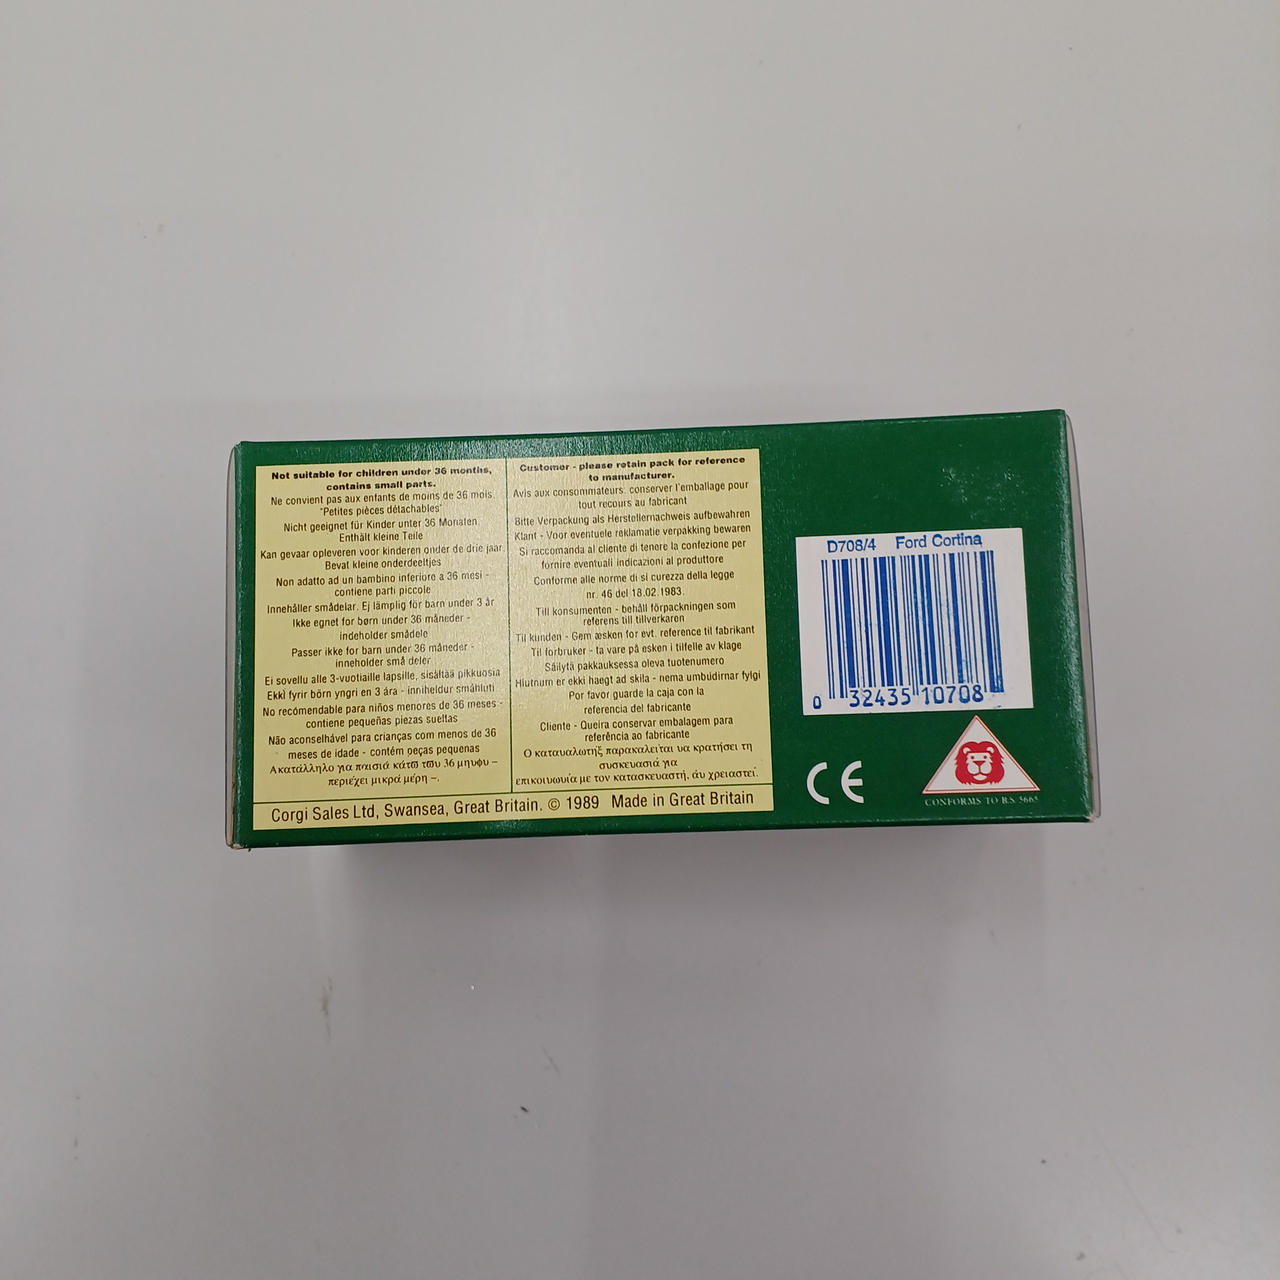 Not suitable for children under 36 months,
contains small parts.
Ne convient pas aux enfants de moins de 36 mois.
"Petites pièces détachables"
Nicht geeignet für Kinder unter 36 Monaten.
Enthält kleine Teile
Kan gevaar opleveren voor kinderen onder de drie jaar.
Bevat kleine onderdeeltjes
Non adatto ad un bambino inferiore a 36 mesi -
contiene parti piccole
Innehåller smådelar. Ej lämplig för barn under 3 år
Ikke egnet for børn under 36 måneder -
indeholder smådele
Passer ikke for barn under 36 måneder -
inneholder små deler
Ei sovellu alle 3-vuotiaille lapsille, sisältää pikkuosia
Ekki fyrir börn yngri en 3 ára - inniheldur smáhluti
No recómendable para niños menores de 36 meses -
contiene pequeñas piezas sueltas
Não aconselhável para crianças com menos de 36
meses de idade - contém peças pequenas
Ακατάλληλο για παισιά κάτϖ τϖυ 36 μηυφυ –
περιέχει μικρά μέρη –.
Customer - please retain pack for reference
to manufacturer.
Avis aux consommateurs: conserver l'emballage pour
tout recours au fabricant
Bitte Verpackung als Herstellernachweis aufbewahren
Klant - Voor eventuele reklamatie verpakking bewaren
Si raccomanda al cliente di tenere la confezione per
fornire eventuali indicazioni al produttore
Conforme alle norme di si curezza della legge
nr. 46 del 18.02.1983.
Till konsumenten - behåll förpackningen som
referens till tillverkaren
Til kunden - Gem æsken for evt. reference til fabrikant
Til forbruker - ta vare på esken i tilfelle av klage
Säilytä pakkauksessa oleva tuotenumero
Hlutnum er ekki haegt ad skila - nema umbúdirnar fylgi
Por favor guarde la caja con la
referencia del fabricante
Cliente - Queira conservar embalagem para
referência ao fabricante
Ο καταυαλωτήξ παρακαλείται υα κρατήσει τη
συσκευασιά για
επικοιυωυία με τον κατασκευαστή, άυ χρειαστεί.
Corgi Sales Ltd, Swansea, Great Britain. © 1989 Made in Great Britain
D708/4 Ford Cortina
0 32435 10708
CE
CONFORMS TO B.S. 5665